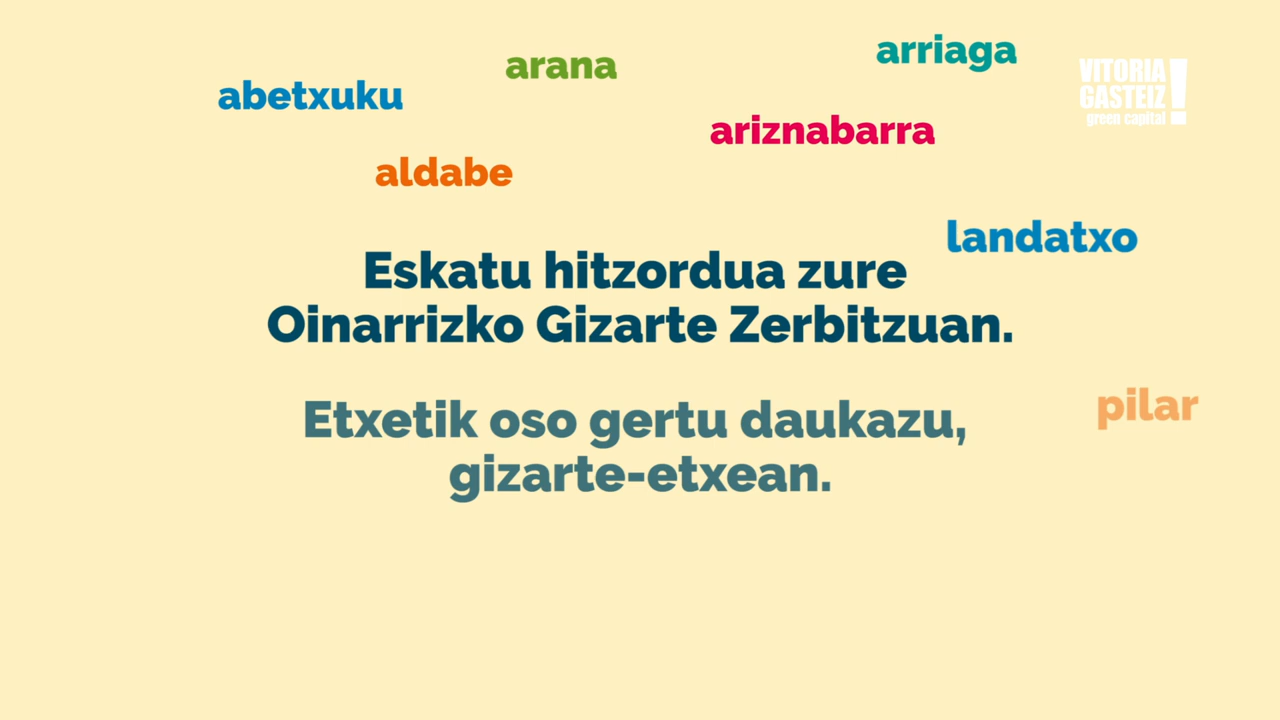 arriaga
arana
VITORIA
GASTEIZ !
green capital
abetxuku
ariznabarra
aldabe
landatxo
Eskatu hitzordua zure
Oinarrizko Gizarte Zerbitzuan.
pilar
Etxetik oso gertu daukazu,
gizarte-etxean.